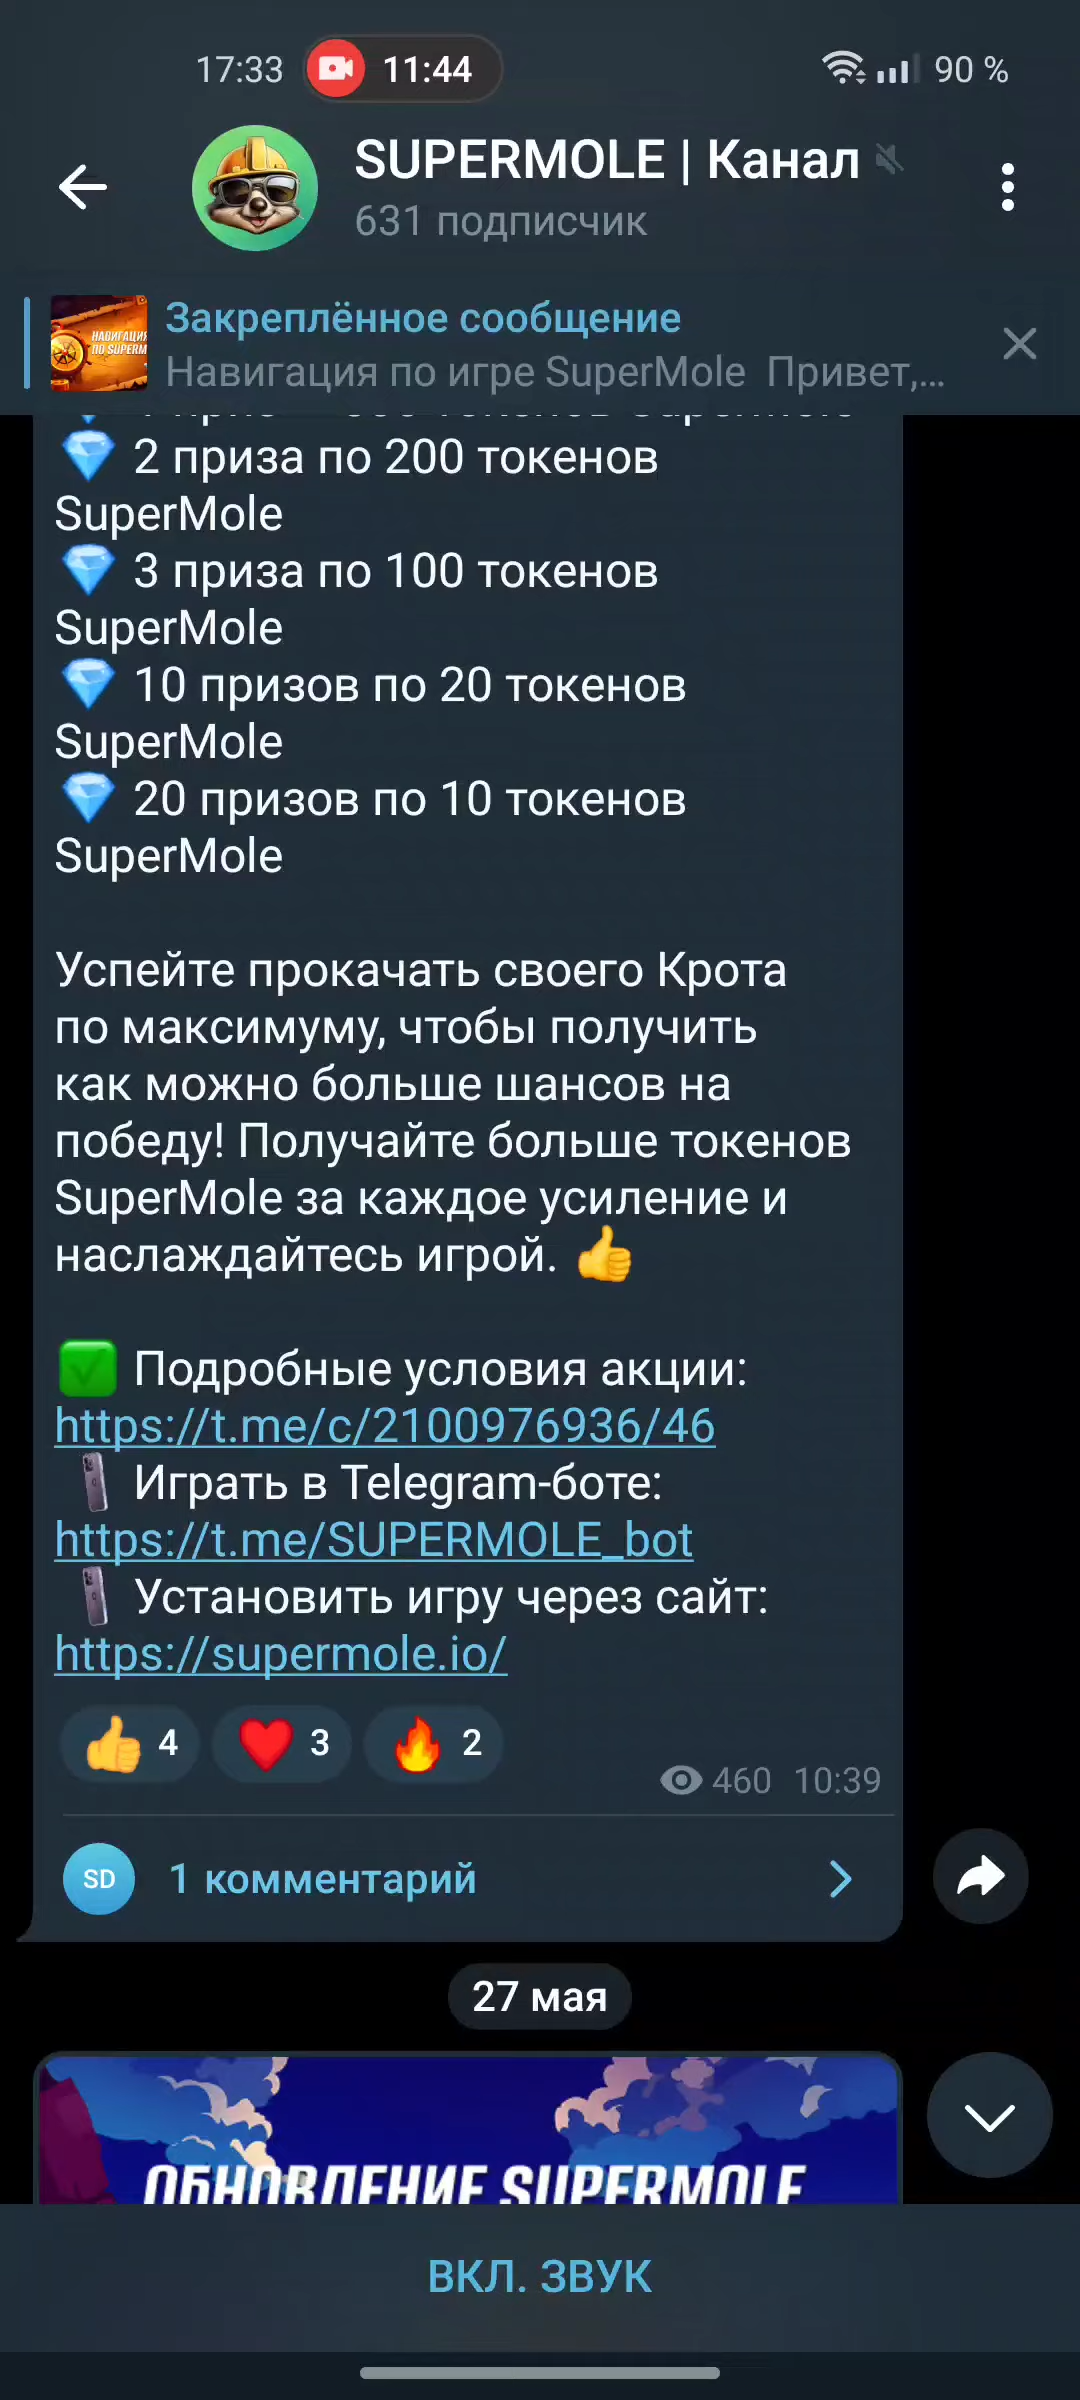 17:33 11:44 90 %
SUPERMOLE | Канал
631 подписчик
НАВИГАЦИЯ
ПО SUPERM
Закреплённое сообщение
Навигация по игре SuperMole Привет,...
2 приза по 200 токенов
SuperMole
3 приза по 100 токенов
SuperMole
10 призов по 20 токенов
SuperMole
20 призов по 10 токенов
SuperMole
Успейте прокачать своего Крота
по максимуму, чтобы получить
как можно больше шансов на
победу! Получайте больше токенов
SuperMole за каждое усиление и
наслаждайтесь игрой.
Подробные условия акции:
https://t.me/c/2100976936/46
Играть в Telegram-боте:
https://t.me/SUPERMOLE_bot
Установить игру через сайт:
https://supermole.io/
4 3 2
460 10:39
SD 1 комментарий
27 мая
ОБНОВЛЕНИЕ SUPERMOLE
ВКЛ. ЗВУК